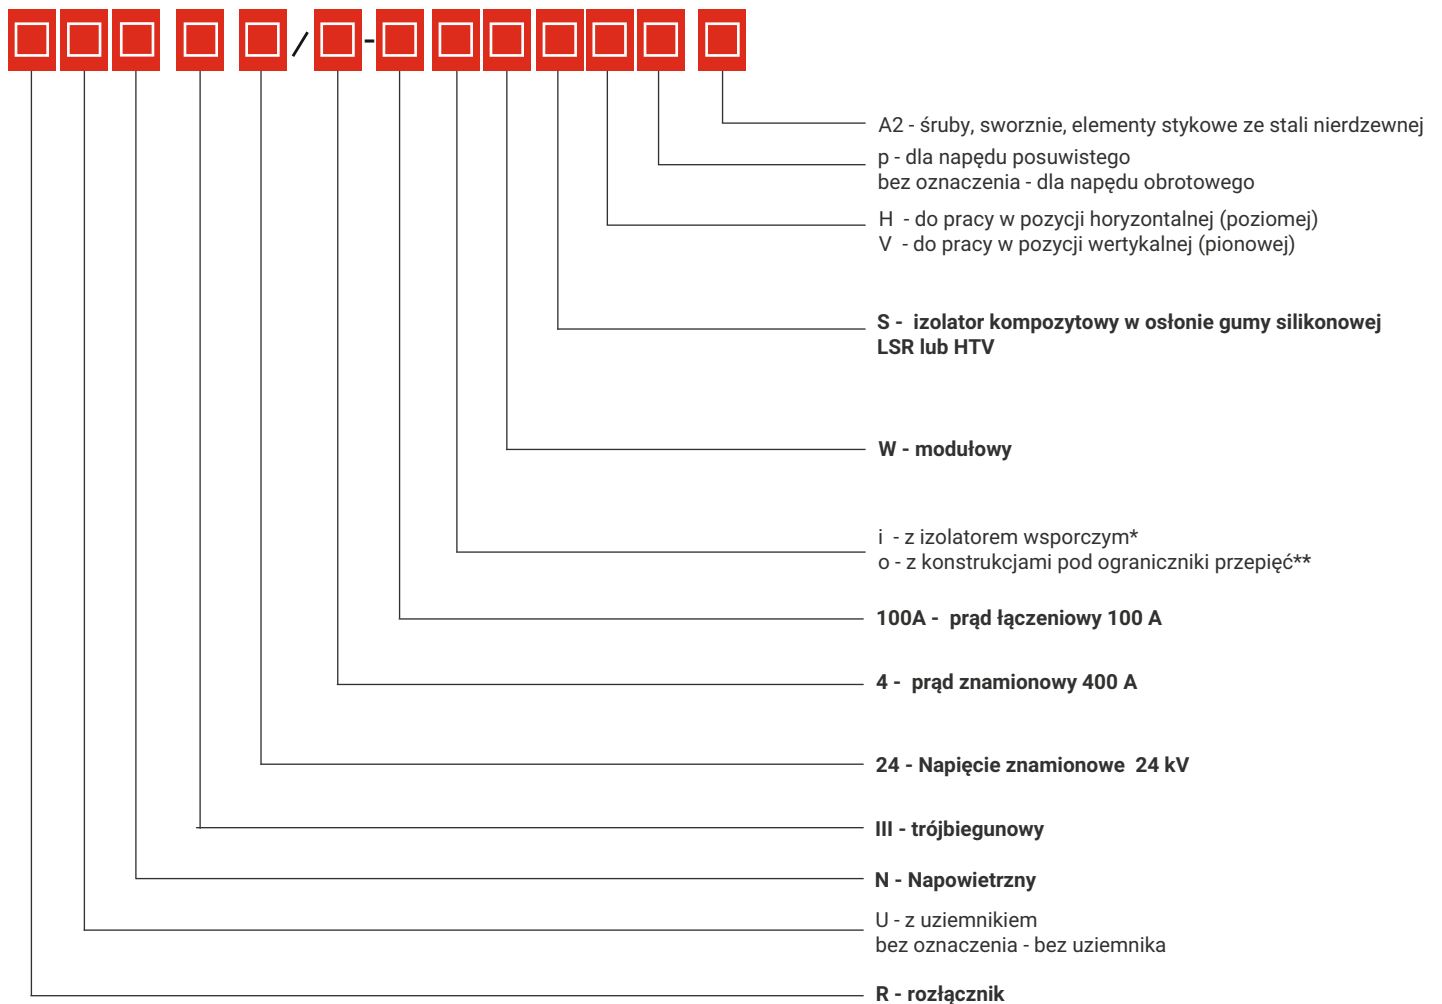 / -
A2 - śruby, sworznie, elementy stykowe ze stali nierdzewnej
p - dla napędu posuwistego
bez oznaczenia - dla napędu obrotowego
H - do pracy w pozycji horyzontalnej (poziomej)
V - do pracy w pozycji wertykalnej (pionowej)
S - izolator kompozytowy w osłonie gumy silikonowej
LSR lub HTV
W - modułowy
i - z izolatorem wsporczym*
o - z konstrukcjami pod ograniczniki przepięć**
100A - prąd łączeniowy 100 A
4 - prąd znamionowy 400 A
24 - Napięcie znamionowe 24 kV
III - trójbiegunowy
N - Napowietrzny
U - z uziemnikiem
bez oznaczenia - bez uziemnika
R - rozłącznik